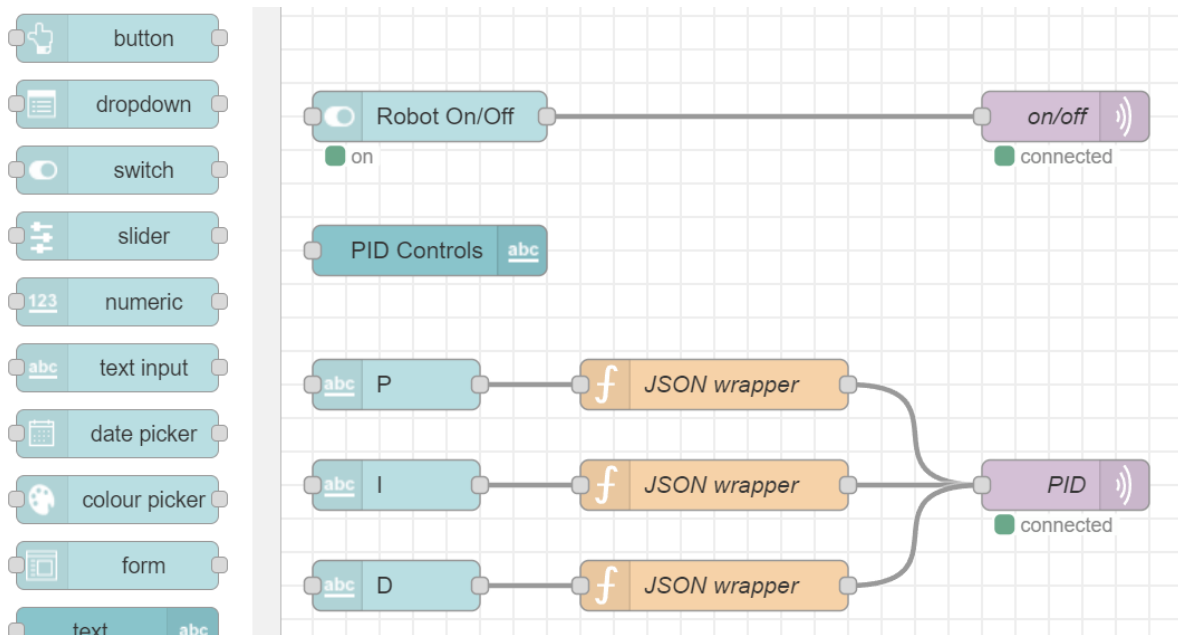 button
dropdown
switch
slider
123 numeric
abc text input
date picker
colour picker
form
text abc
Robot On/Off
on
on/off
connected
PID Controls abc
abc P
JSON wrapper
abc I
JSON wrapper
PID
connected
abc D
JSON wrapper